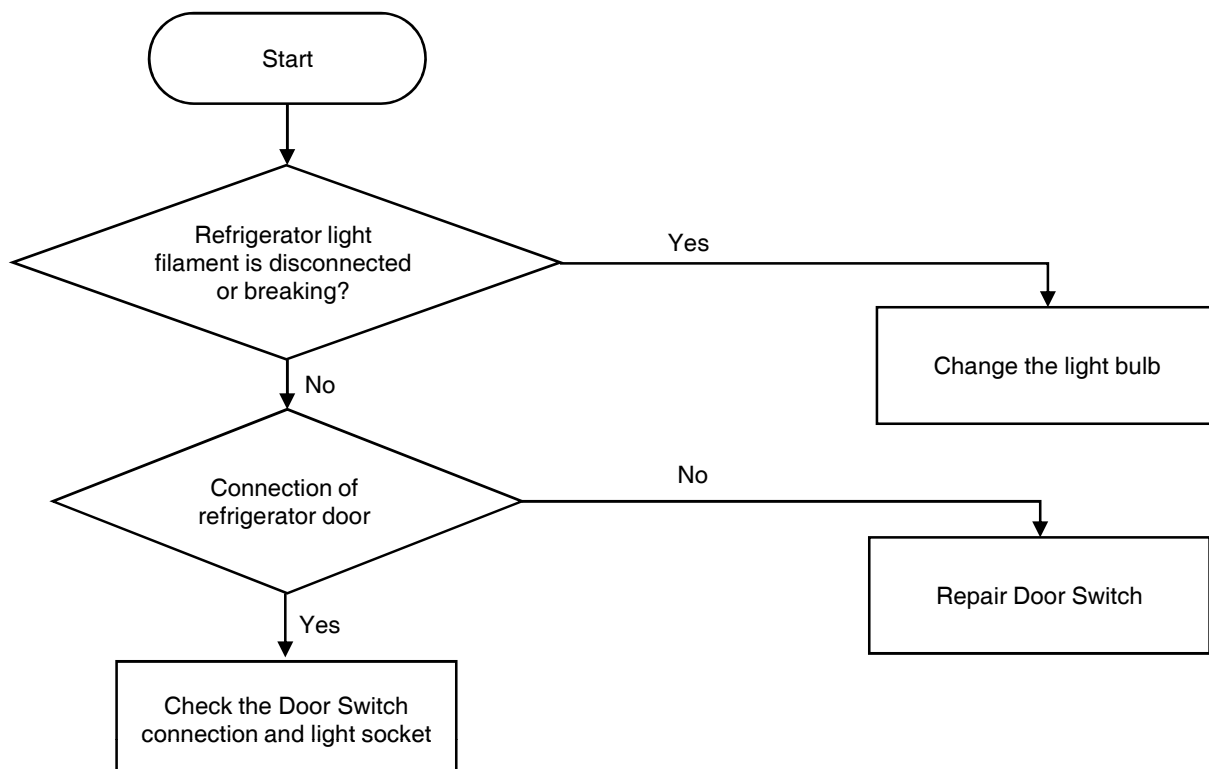 Start
Refrigerator light
filament is disconnected
or breaking?
Yes
Change the light bulb
No
Connection of
refrigerator door
No
Repair Door Switch
Yes
Check the Door Switch
connection and light socket